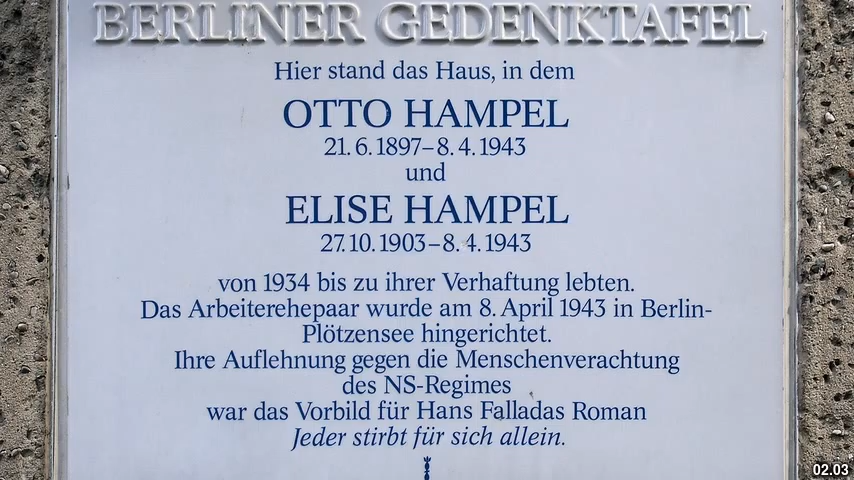 BERLINER GEDENKTAFEL
Hier stand das Haus, in dem
OTTO HAMPEL
21. 6. 1897–8. 4. 1943
und
ELISE HAMPEL
27. 10. 1903–8. 4. 1943
von 1934 bis zu ihrer Verhaftung lebten.
Das Arbeiterehepaar wurde am 8. April 1943 in Berlin-
Plötzensee hingerichtet.
Ihre Auflehnung gegen die Menschenverachtung
des NS-Regimes
war das Vorbild für Hans Falladas Roman
Jeder stirbt für sich allein.
02.03